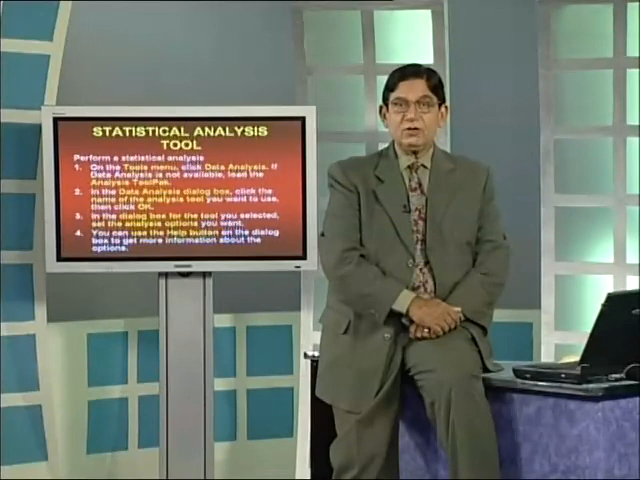 STATISTICAL ANALYSIS
TOOL
Perform a statistical analysis
1. On the Tools menu, click Data Analysis. If
Data Analysis is not available, load the
Analysis ToolPak.
2. In the Data Analysis dialog box, click the
name of the analysis tool you want to use,
then click OK.
3. In the dialog box for the tool you selected,
set the analysis options you want.
4. You can use the Help button on the dialog
box to get more information about the
options.